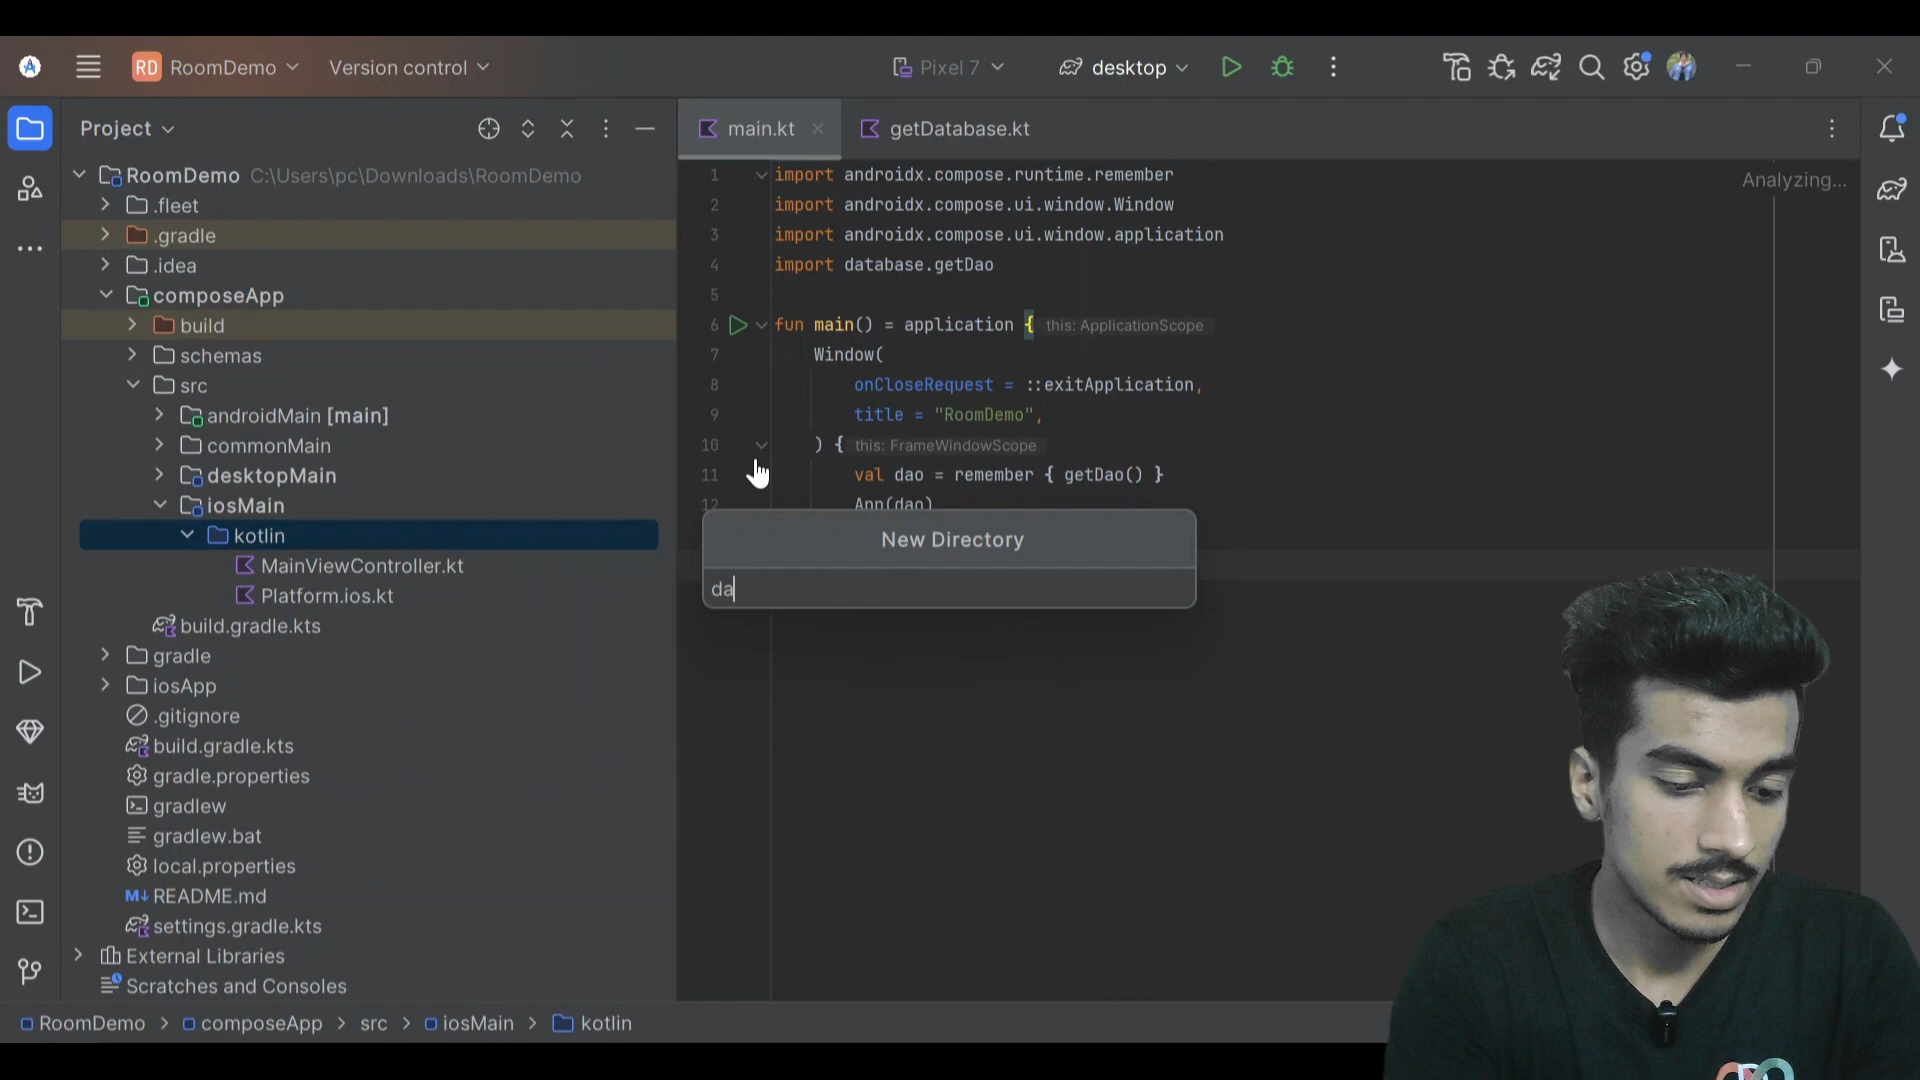 RD RoomDemo Version control Pixel 7 desktop
Project
main.kt getDatabase.kt
RoomDemo C:\Users\pc\Downloads\RoomDemo
.fleet
.gradle
.idea
composeApp
build
schemas
src
androidMain [main]
commonMain
desktopMain
iosMain
kotlin
MainViewController.kt
Platform.ios.kt
build.gradle.kts
gradle
iosApp
.gitignore
build.gradle.kts
gradle.properties
gradlew
gradlew.bat
local.properties
M↓ README.md
settings.gradle.kts
External Libraries
Scratches and Consoles
Analyzing...
1 import androidx.compose.runtime.remember
2 import androidx.compose.ui.window.Window
3 import androidx.compose.ui.window.application
4 import database.getDao
5
6 fun main() = application { this: ApplicationScope
7 Window(
8 onCloseRequest = ::exitApplication,
9 title = "RoomDemo",
10 ) { this: FrameWindowScope
11 val dao = remember { getDao() }
12 App(dao)
New Directory
da
RoomDemo > composeApp > src > iosMain > kotlin